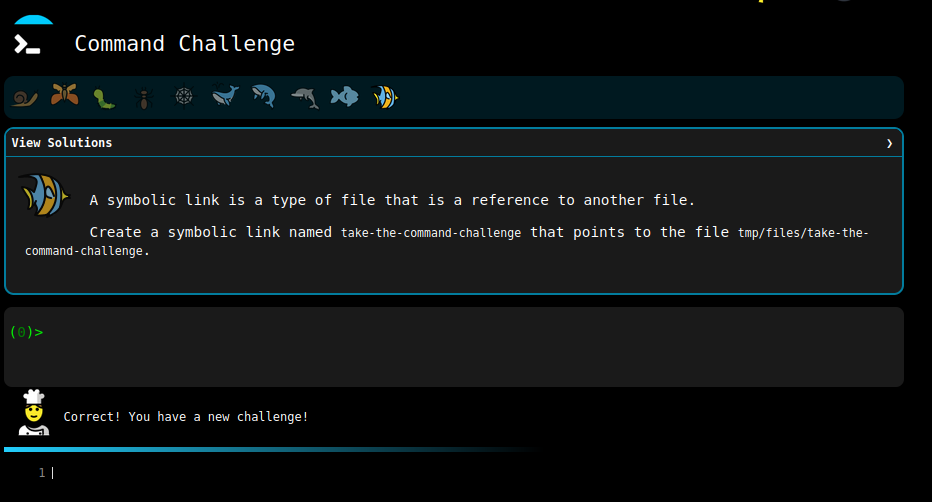 Command Challenge
View Solutions ❯
A symbolic link is a type of file that is a reference to another file.
Create a symbolic link named take-the-command-challenge that points to the file tmp/files/take-the-
command-challenge.
(0)>
Correct! You have a new challenge!
1